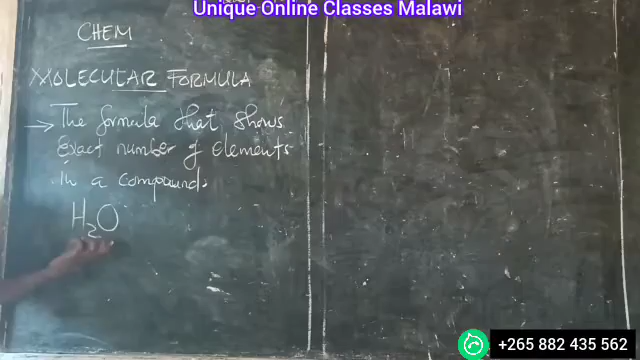 Unique Online Classes Malawi
CHEM
MOLECULAR FORMULA
→ The formula that shows
Exact number of Elements
in a compound.
H₂O
+265 882 435 562